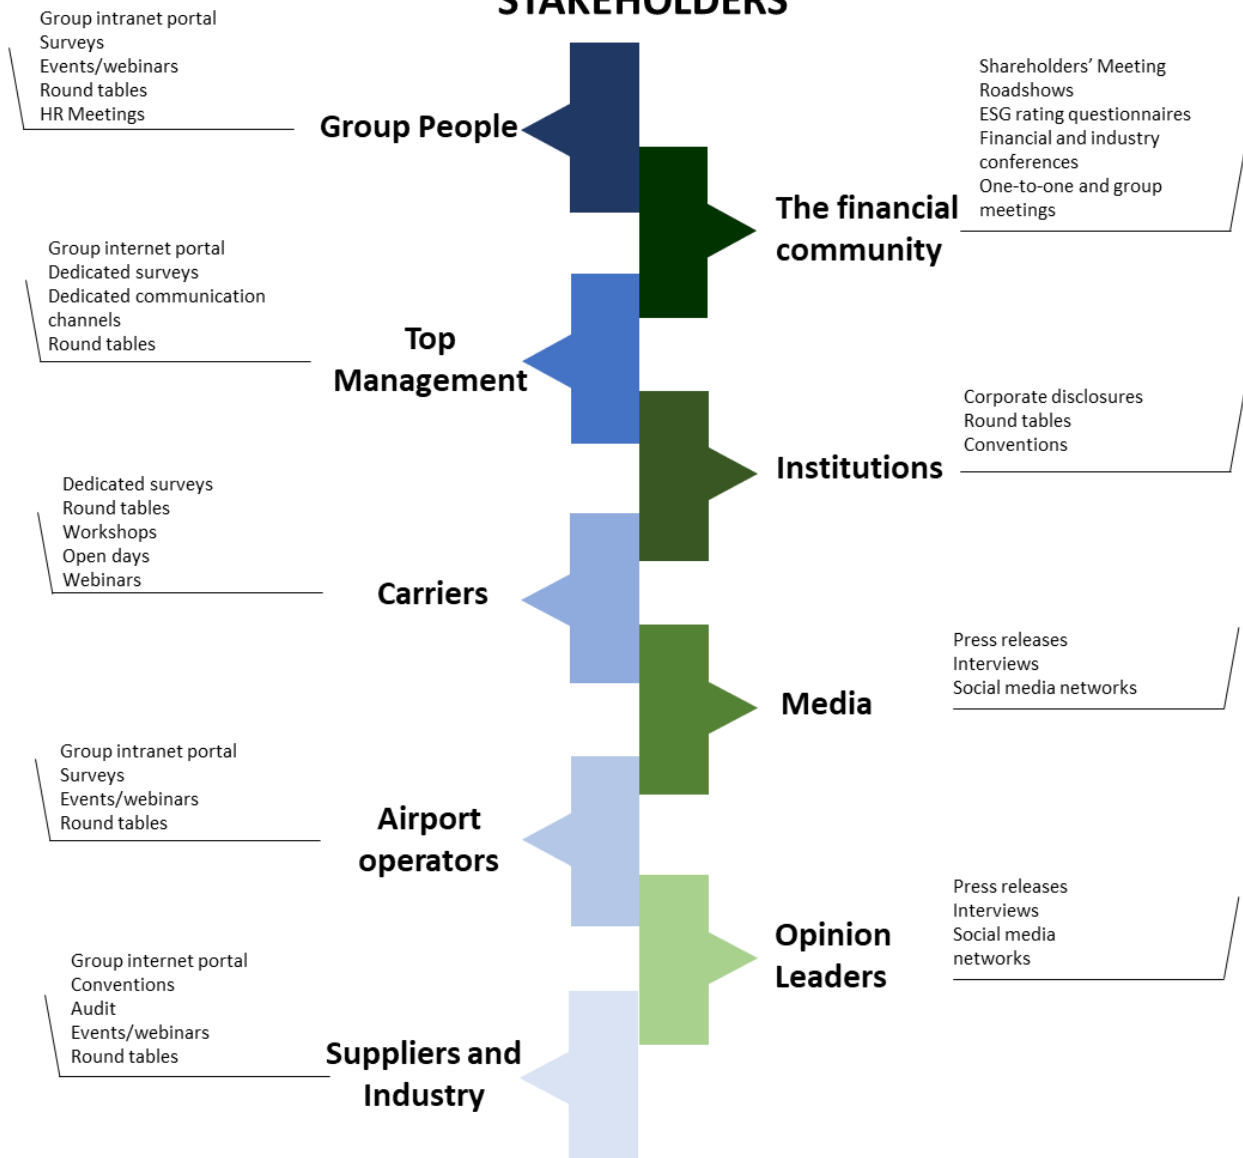 STAKEHOLDERS
Group intranet portal
Surveys
Events/webinars
Round tables
HR Meetings
Group People
Shareholders’ Meeting
Roadshows
ESG rating questionnaires
Financial and industry
conferences
One-to-one and group
meetings
The financial
community
Group internet portal
Dedicated surveys
Dedicated communication
channels
Round tables
Top
Management
Corporate disclosures
Round tables
Conventions
Institutions
Dedicated surveys
Round tables
Workshops
Open days
Webinars
Carriers
Press releases
Interviews
Social media networks
Media
Group intranet portal
Surveys
Events/webinars
Round tables
Airport
operators
Press releases
Interviews
Social media
networks
Opinion
Leaders
Group internet portal
Conventions
Audit
Events/webinars
Round tables
Suppliers and
Industry